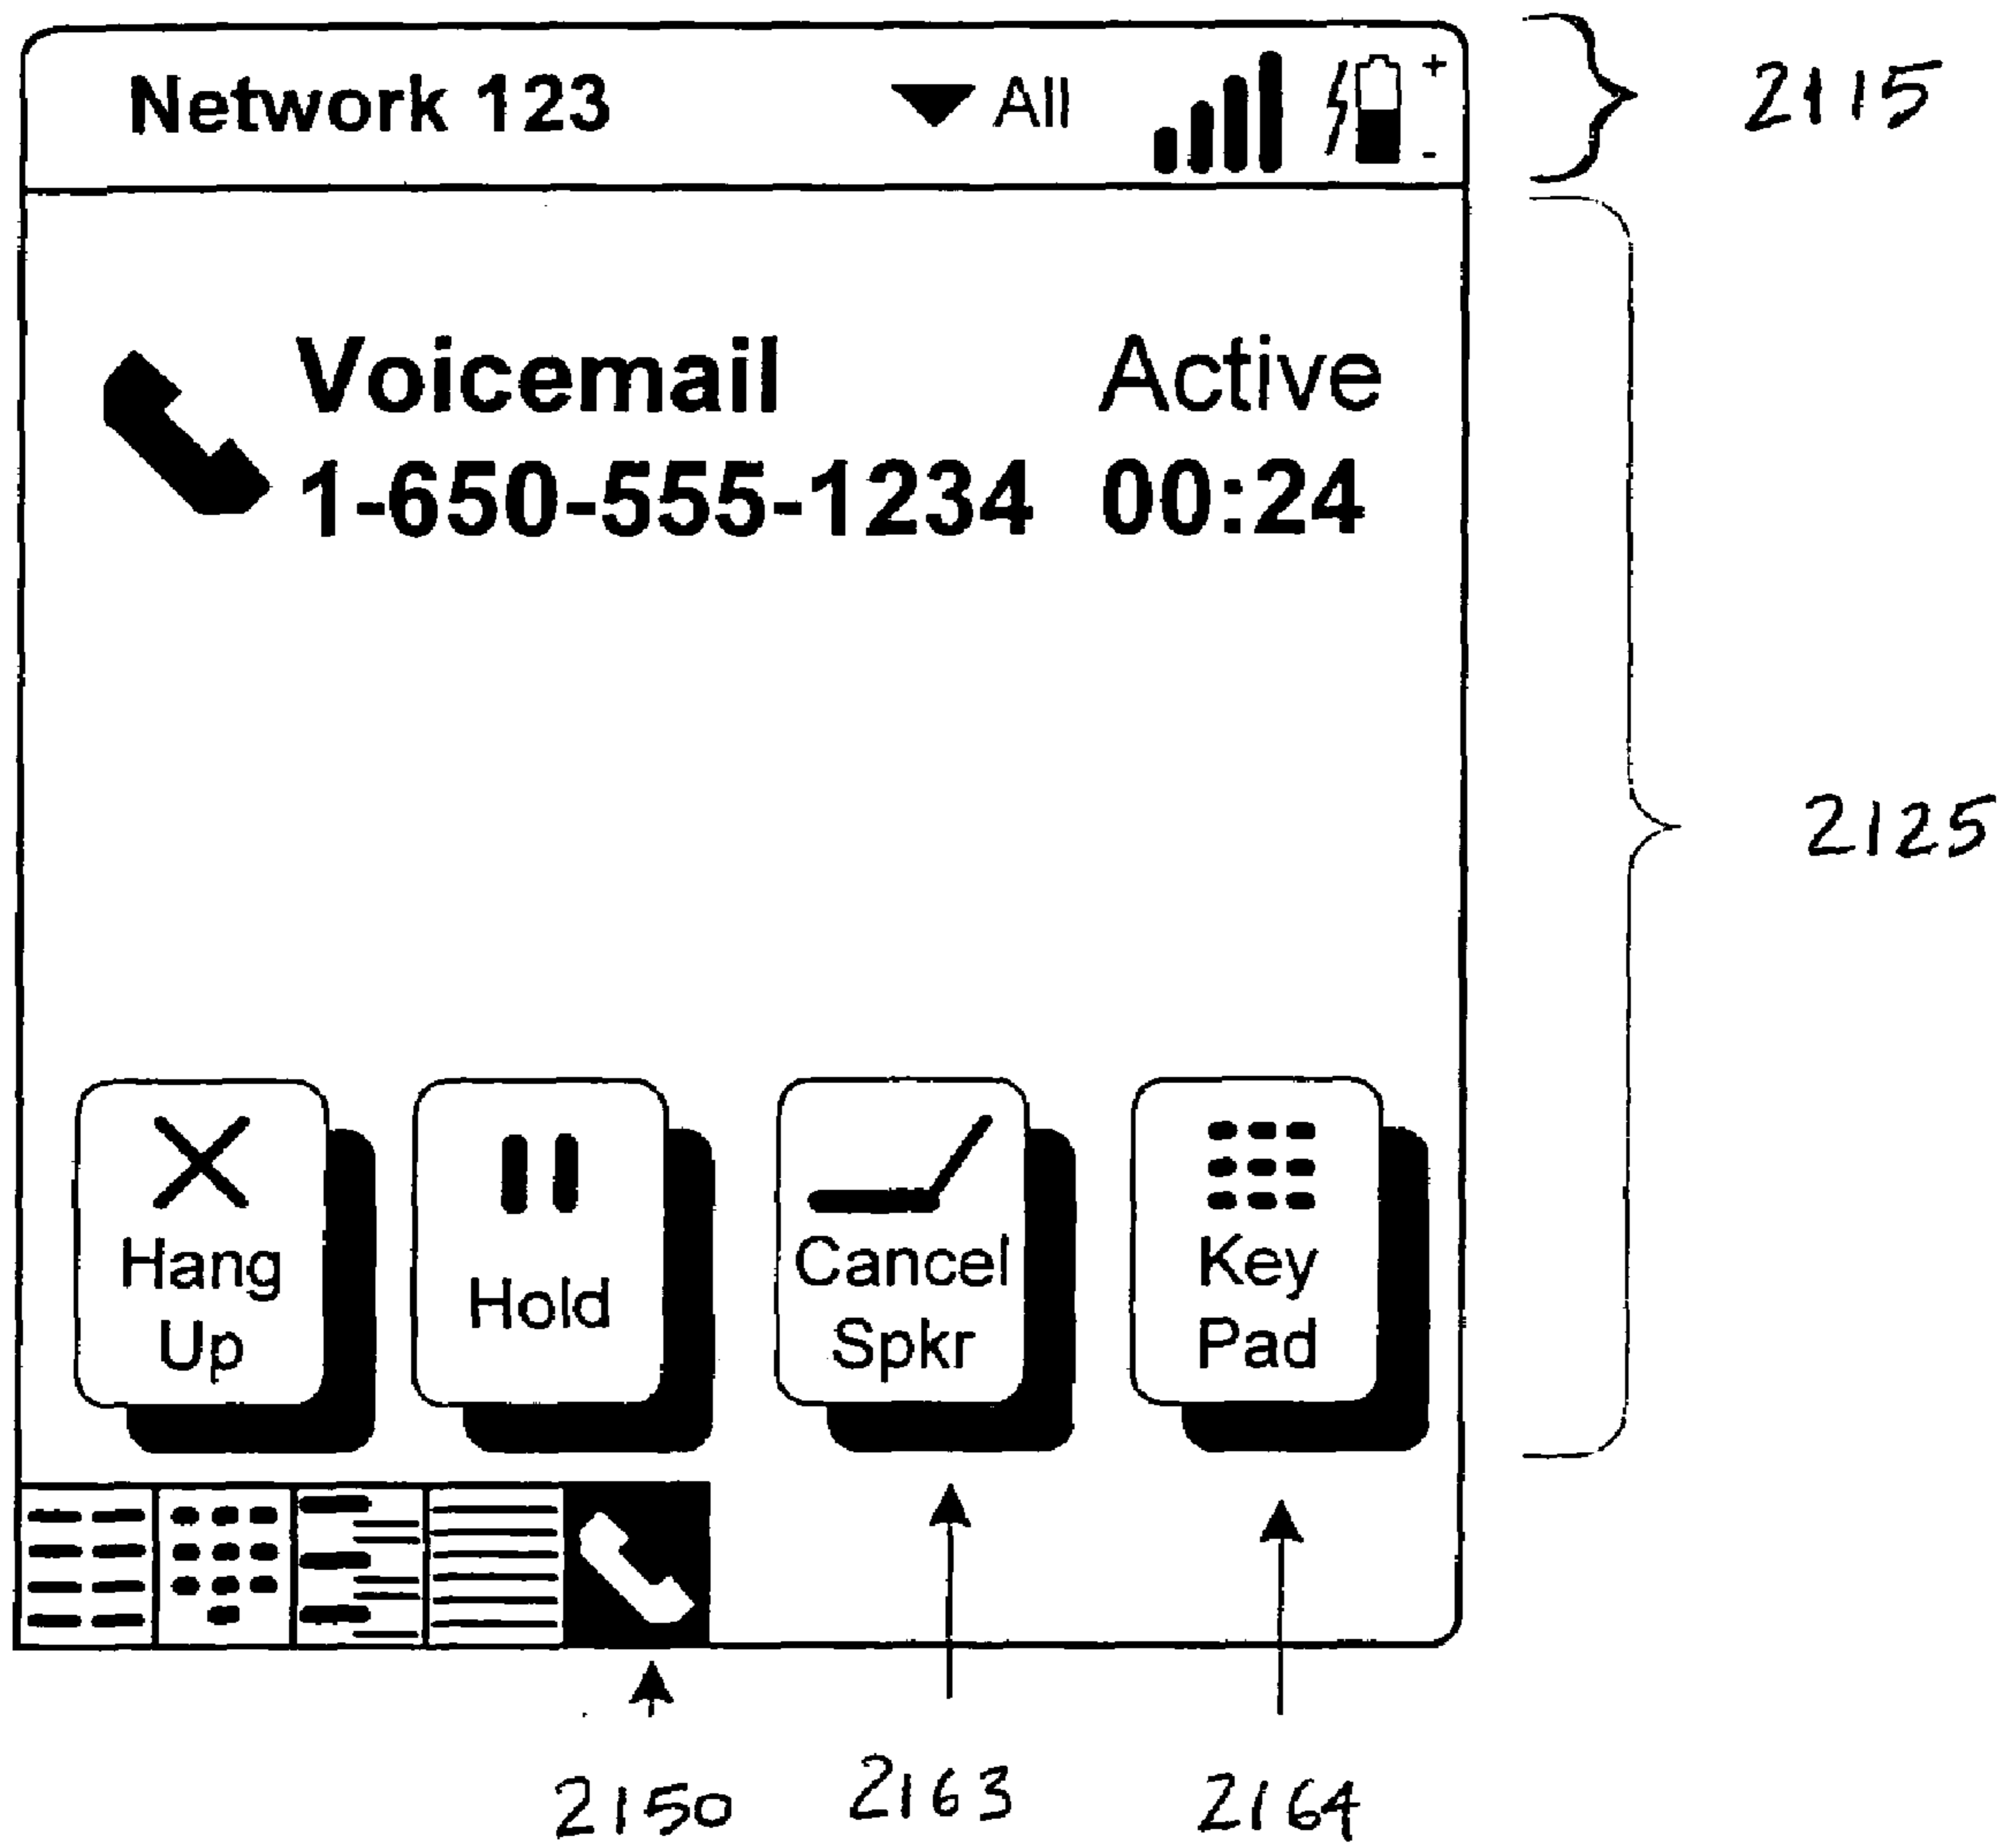 Network 123 All
2115
Voicemail Active
1-650-555-1234 00:24
2125
Hang Up
Hold
Cancel Spkr
Key Pad
2150 2163 2164